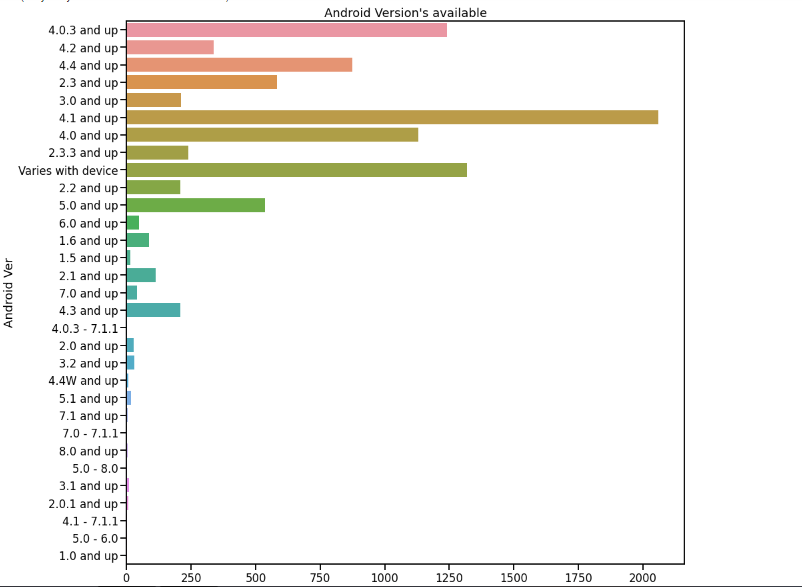 Android Version's available
4.0.3 and up
4.2 and up
4.4 and up
2.3 and up
3.0 and up
4.1 and up
4.0 and up
2.3.3 and up
Varies with device
2.2 and up
5.0 and up
6.0 and up
1.6 and up
1.5 and up
2.1 and up
7.0 and up
4.3 and up
4.0.3 - 7.1.1
2.0 and up
3.2 and up
4.4W and up
5.1 and up
7.1 and up
7.0 - 7.1.1
8.0 and up
5.0 - 8.0
3.1 and up
2.0.1 and up
4.1 - 7.1.1
5.0 - 6.0
1.0 and up
Android Ver
0 250 500 750 1000 1250 1500 1750 2000